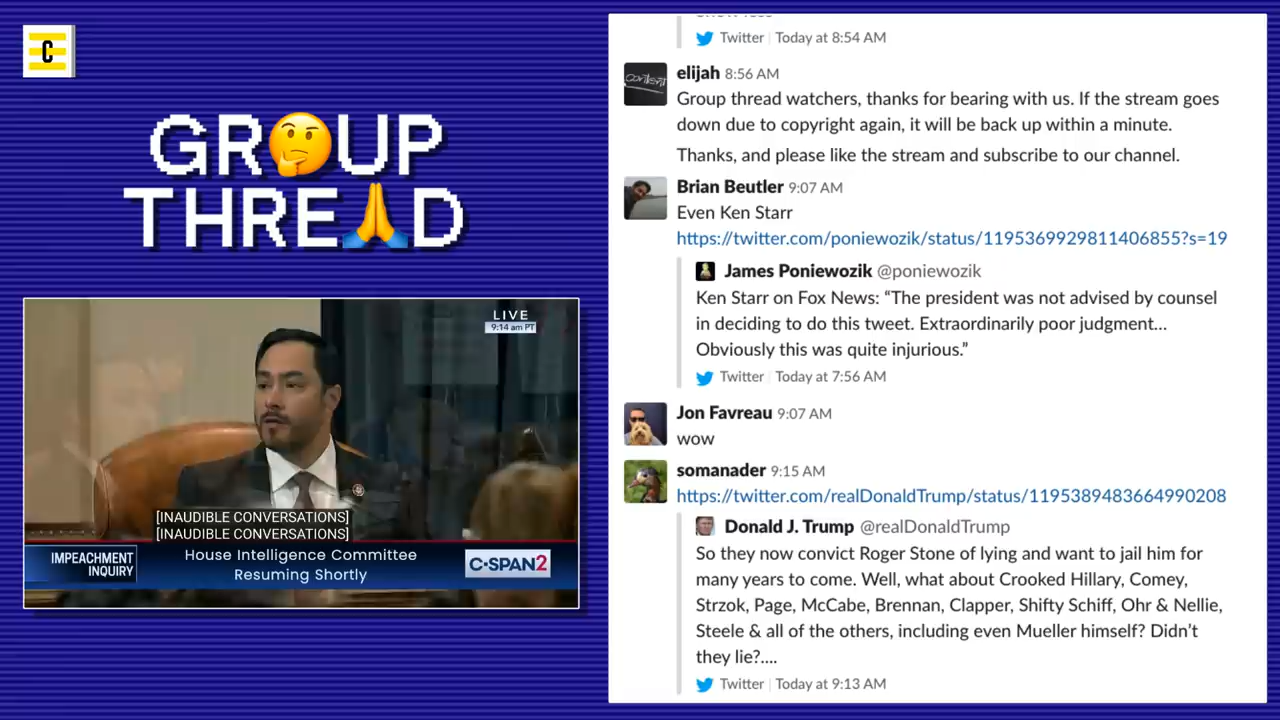 C
GROUP
THREAD
LIVE
9:14 am PT
[INAUDIBLE CONVERSATIONS]
[INAUDIBLE CONVERSATIONS]
IMPEACHMENT
INQUIRY
House Intelligence Committee
Resuming Shortly
C-SPAN2
Twitter | Today at 8:54 AM
elijah 8:56 AM
Group thread watchers, thanks for bearing with us. If the stream goes
down due to copyright again, it will be back up within a minute.
Thanks, and please like the stream and subscribe to our channel.
Brian Beutler 9:07 AM
Even Ken Starr
https://twitter.com/poniewozik/status/1195369929811406855?s=19
James Poniewozik @poniewozik
Ken Starr on Fox News: “The president was not advised by counsel
in deciding to do this tweet. Extraordinarily poor judgment...
Obviously this was quite injurious.”
Twitter | Today at 7:56 AM
Jon Favreau 9:07 AM
wow
somanader 9:15 AM
https://twitter.com/realDonaldTrump/status/1195389483664990208
Donald J. Trump @realDonaldTrump
So they now convict Roger Stone of lying and want to jail him for
many years to come. Well, what about Crooked Hillary, Comey,
Strzok, Page, McCabe, Brennan, Clapper, Shifty Schiff, Ohr & Nellie,
Steele & all of the others, including even Mueller himself? Didn’t
they lie?....
Twitter | Today at 9:13 AM